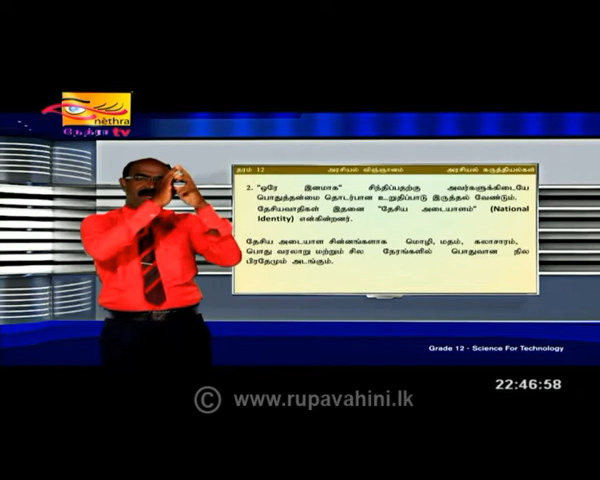 nethra
நேத்ரா tv
தரம் 12 அரசியல் விஞ்ஞானம் அரசியல் கருத்தியல்கள்
2. "ஒரே இனமாக" சிந்திப்பதற்கு அவர்களுக்கிடையே
பொதுத்தன்மை தொடர்பான உறுதிப்பாடு இருத்தல் வேண்டும்.
தேசியவாதிகள் இதனை "தேசிய அடையாளம்" (National
Identity) என்கின்றனர்.
தேசிய அடையாள சின்னங்களாக மொழி, மதம், கலாசாரம்,
பொது வரலாறு மற்றும் சில நேரங்களில் பொதுவான நில
பிரதேமும் அடங்கும்.
Grade 12 - Science For Technology
22:46:58
© www.rupavahini.lk